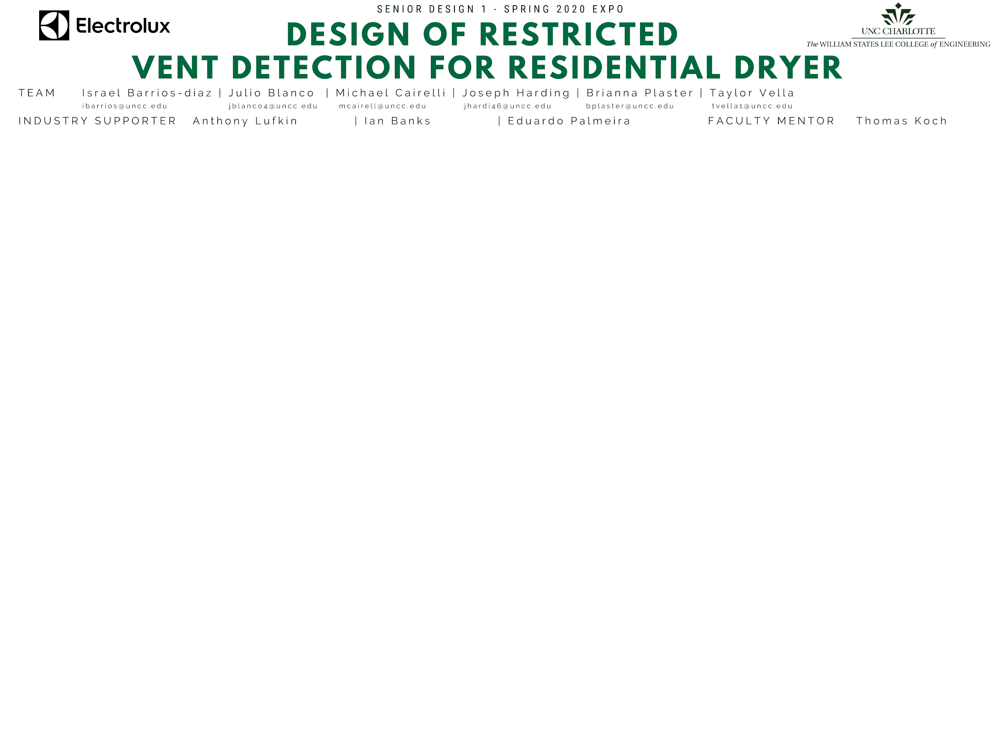 SENIOR DESIGN 1 - SPRING 2020 EXPO
Electrolux
DESIGN OF RESTRICTED
VENT DETECTION FOR RESIDENTIAL DRYER
UNC CHARLOTTE
The WILLIAM STATES LEE COLLEGE of ENGINEERING
TEAM Israel Barrios-diaz | Julio Blanco | Michael Cairelli | Joseph Harding | Brianna Plaster | Taylor Vella
ibarrios@uncc.edu jblanco4@uncc.edu mcairell@uncc.edu jhardi46@uncc.edu bplaster@uncc.edu tvella1@uncc.edu
INDUSTRY SUPPORTER Anthony Lufkin | Ian Banks | Eduardo Palmeira FACULTY MENTOR Thomas Koch